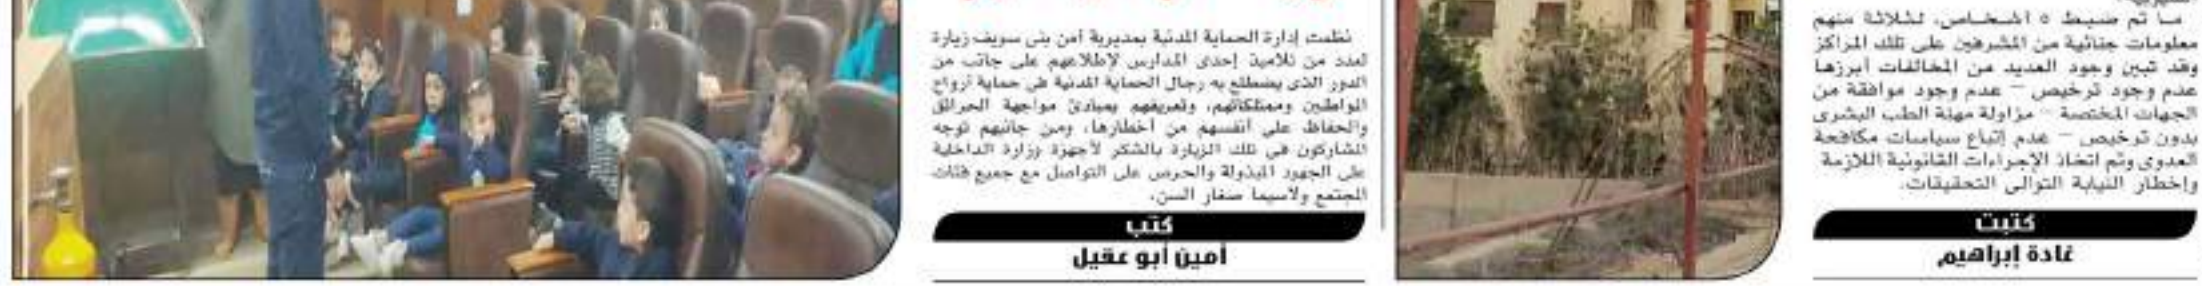 ما تم ضبط ٥ أشخاص، لثلاثة منهم
معلومات جنائية من المشرفين على تلك المراكز
وقد تبين وجود العديد من المخالفات أبرزها
عدم وجود ترخيص – عدم وجود موافقة من
الجهات المختصة – مزاولة مهنة الطب البشرى
بدون ترخيص – عدم إتباع سياسات مكافحة
العدوى وتم اتخاذ الإجراءات القانونية اللازمة
وإخطار النيابة التوالى التحقيقات.
كتبت
غادة إبراهيم
نظمت إدارة الحماية المدنية بمديرية أمن بنى سويف زيارة
لعدد من تلاميذ إحدى المدارس لإطلاعهم على جانب من
الدور الذى يضطلع به رجال الحماية المدنية فى حماية أرواح
المواطنين وممتلكاتهم، وتعريفهم بمبادئ مواجهة الحرائق
والحفاظ على أنفسهم من أخطارها، ومن جانبهم توجه
المشاركون فى تلك الزيارة بالشكر لأجهزة وزارة الداخلية
على الجهود المبذولة والحرص على التواصل مع جميع فئات
المجتمع ولاسيما صغار السن.
كتب
أمين أبو عقيل